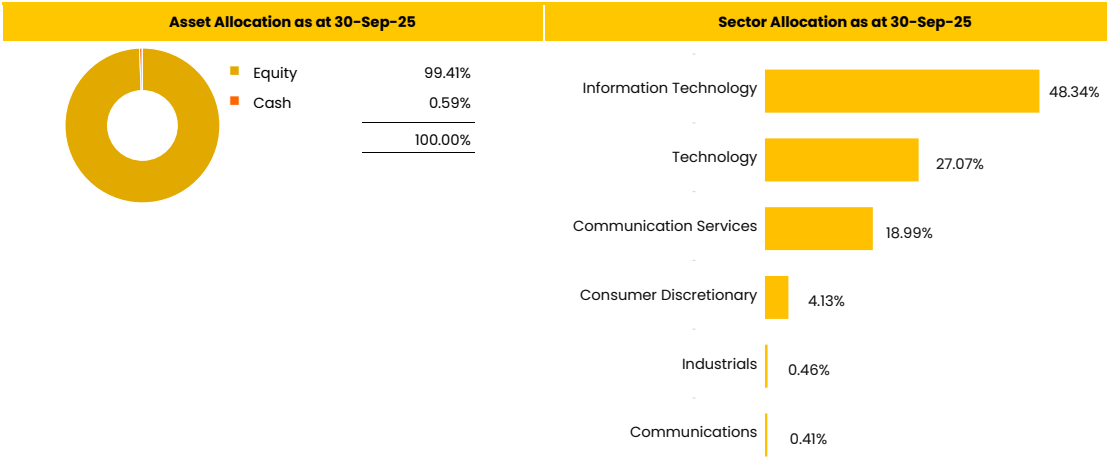 Asset Allocation as at 30-Sep-25
Equity 99.41%
Cash 0.59%
100.00%
Sector Allocation as at 30-Sep-25
Information Technology 48.34%
Technology 27.07%
Communication Services 18.99%
Consumer Discretionary 4.13%
Industrials 0.46%
Communications 0.41%